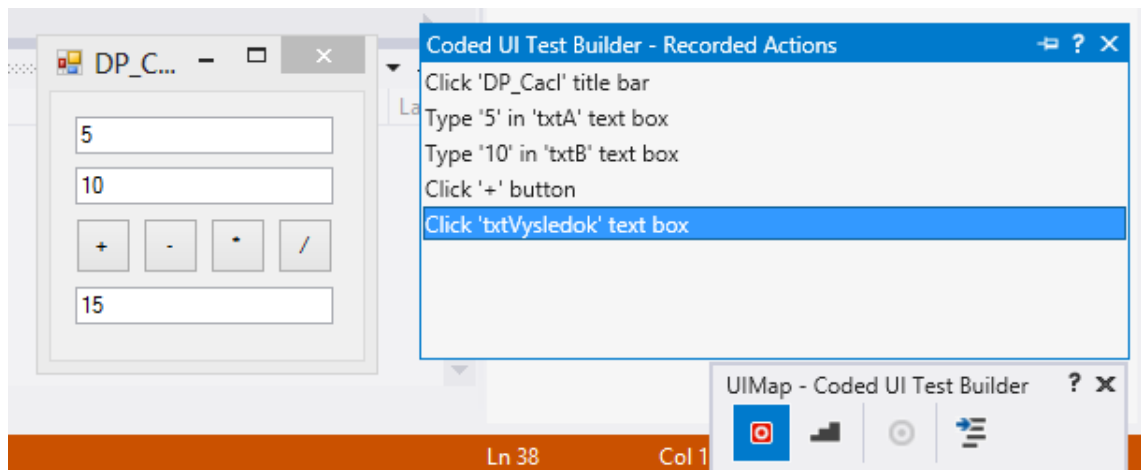 DP_C...
5
10
+ - * /
15
La
Coded UI Test Builder - Recorded Actions
Click 'DP_Cacl' title bar
Type '5' in 'txtA' text box
Type '10' in 'txtB' text box
Click '+' button
Click 'txtVysledok' text box
UIMap - Coded UI Test Builder
Ln 38 Col 1